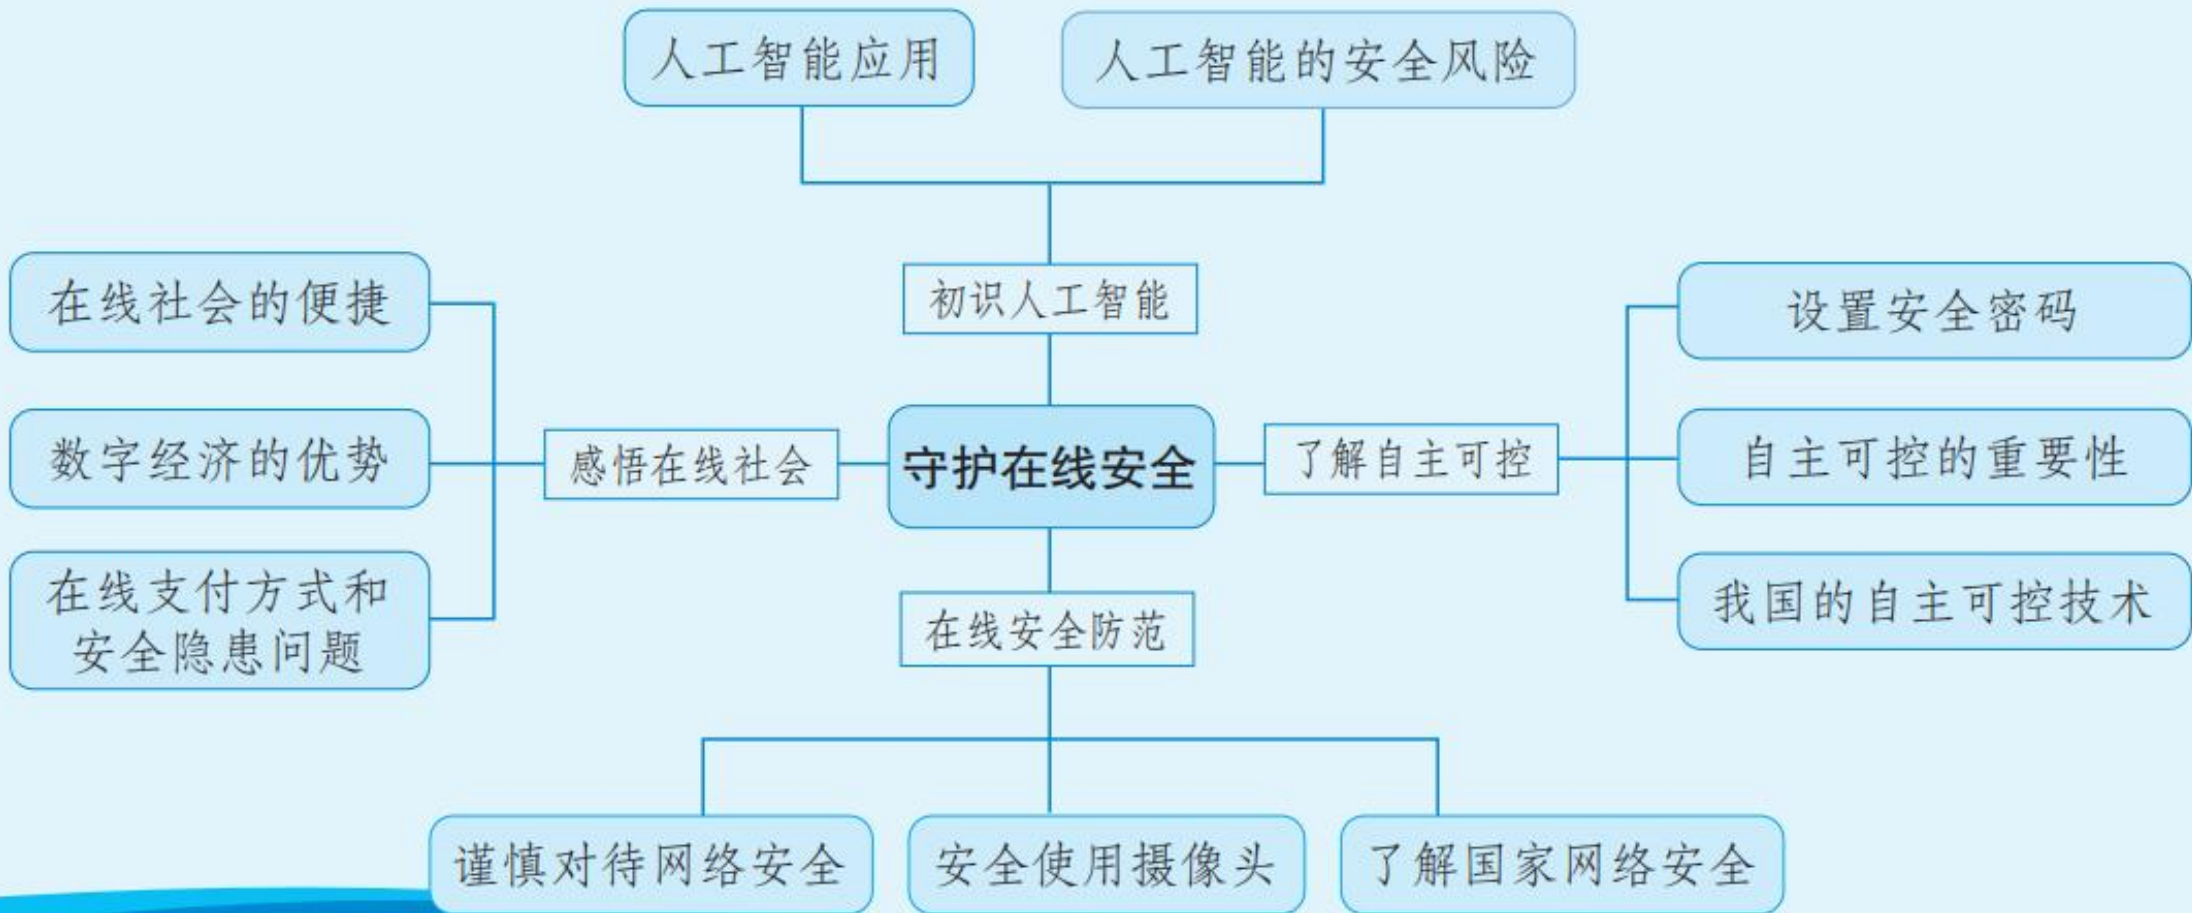 人工智能应用
人工智能的安全风险
初识人工智能
在线社会的便捷
数字经济的优势
在线支付方式和
安全隐患问题
感悟在线社会
守护在线安全
了解自主可控
设置安全密码
自主可控的重要性
我国的自主可控技术
在线安全防范
谨慎对待网络安全
安全使用摄像头
了解国家网络安全